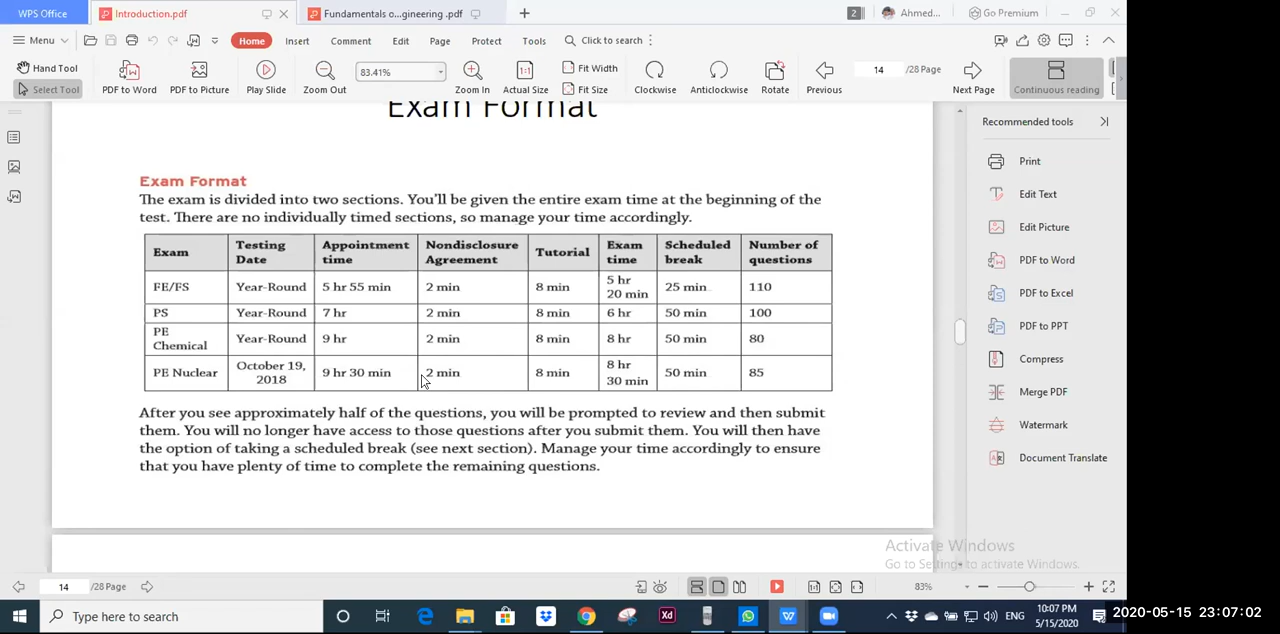 WPS Office
Introduction.pdf
Fundamentals o...gineering .pdf
2
Ahmed...
Go Premium
Menu
Home
Insert
Comment
Edit
Page
Protect
Tools
Click to search
Hand Tool
Select Tool
PDF to Word
PDF to Picture
Play Slide
Zoom Out
83.41%
Zoom In
Actual Size
Fit Width
Fit Size
Clockwise
Anticlockwise
Rotate
Previous
14
/28 Page
Next Page
Continuous reading
Exam Format
Exam Format
The exam is divided into two sections. You'll be given the entire exam time at the beginning of the
test. There are no individually timed sections, so manage your time accordingly.
Exam Testing Date Appointment time Nondisclosure Agreement Tutorial Exam time Scheduled break Number of questions
FE/FS Year-Round 5 hr 55 min 2 min 8 min 5 hr 20 min 25 min 110
PS Year-Round 7 hr 2 min 8 min 6 hr 50 min 100
PE Chemical Year-Round 9 hr 2 min 8 min 8 hr 50 min 80
PE Nuclear October 19, 2018 9 hr 30 min 2 min 8 min 8 hr 30 min 50 min 85
After you see approximately half of the questions, you will be prompted to review and then submit
them. You will no longer have access to those questions after you submit them. You will then have
the option of taking a scheduled break (see next section). Manage your time accordingly to ensure
that you have plenty of time to complete the remaining questions.
Recommended tools
Print
Edit Text
Edit Picture
PDF to Word
PDF to Excel
PDF to PPT
Compress
Merge PDF
Watermark
Document Translate
Activate Windows
Go to Settings to activate Windows.
14
/28 Page
83%
Type here to search
ENG
10:07 PM
5/15/2020
2020-05-15 23:07:02